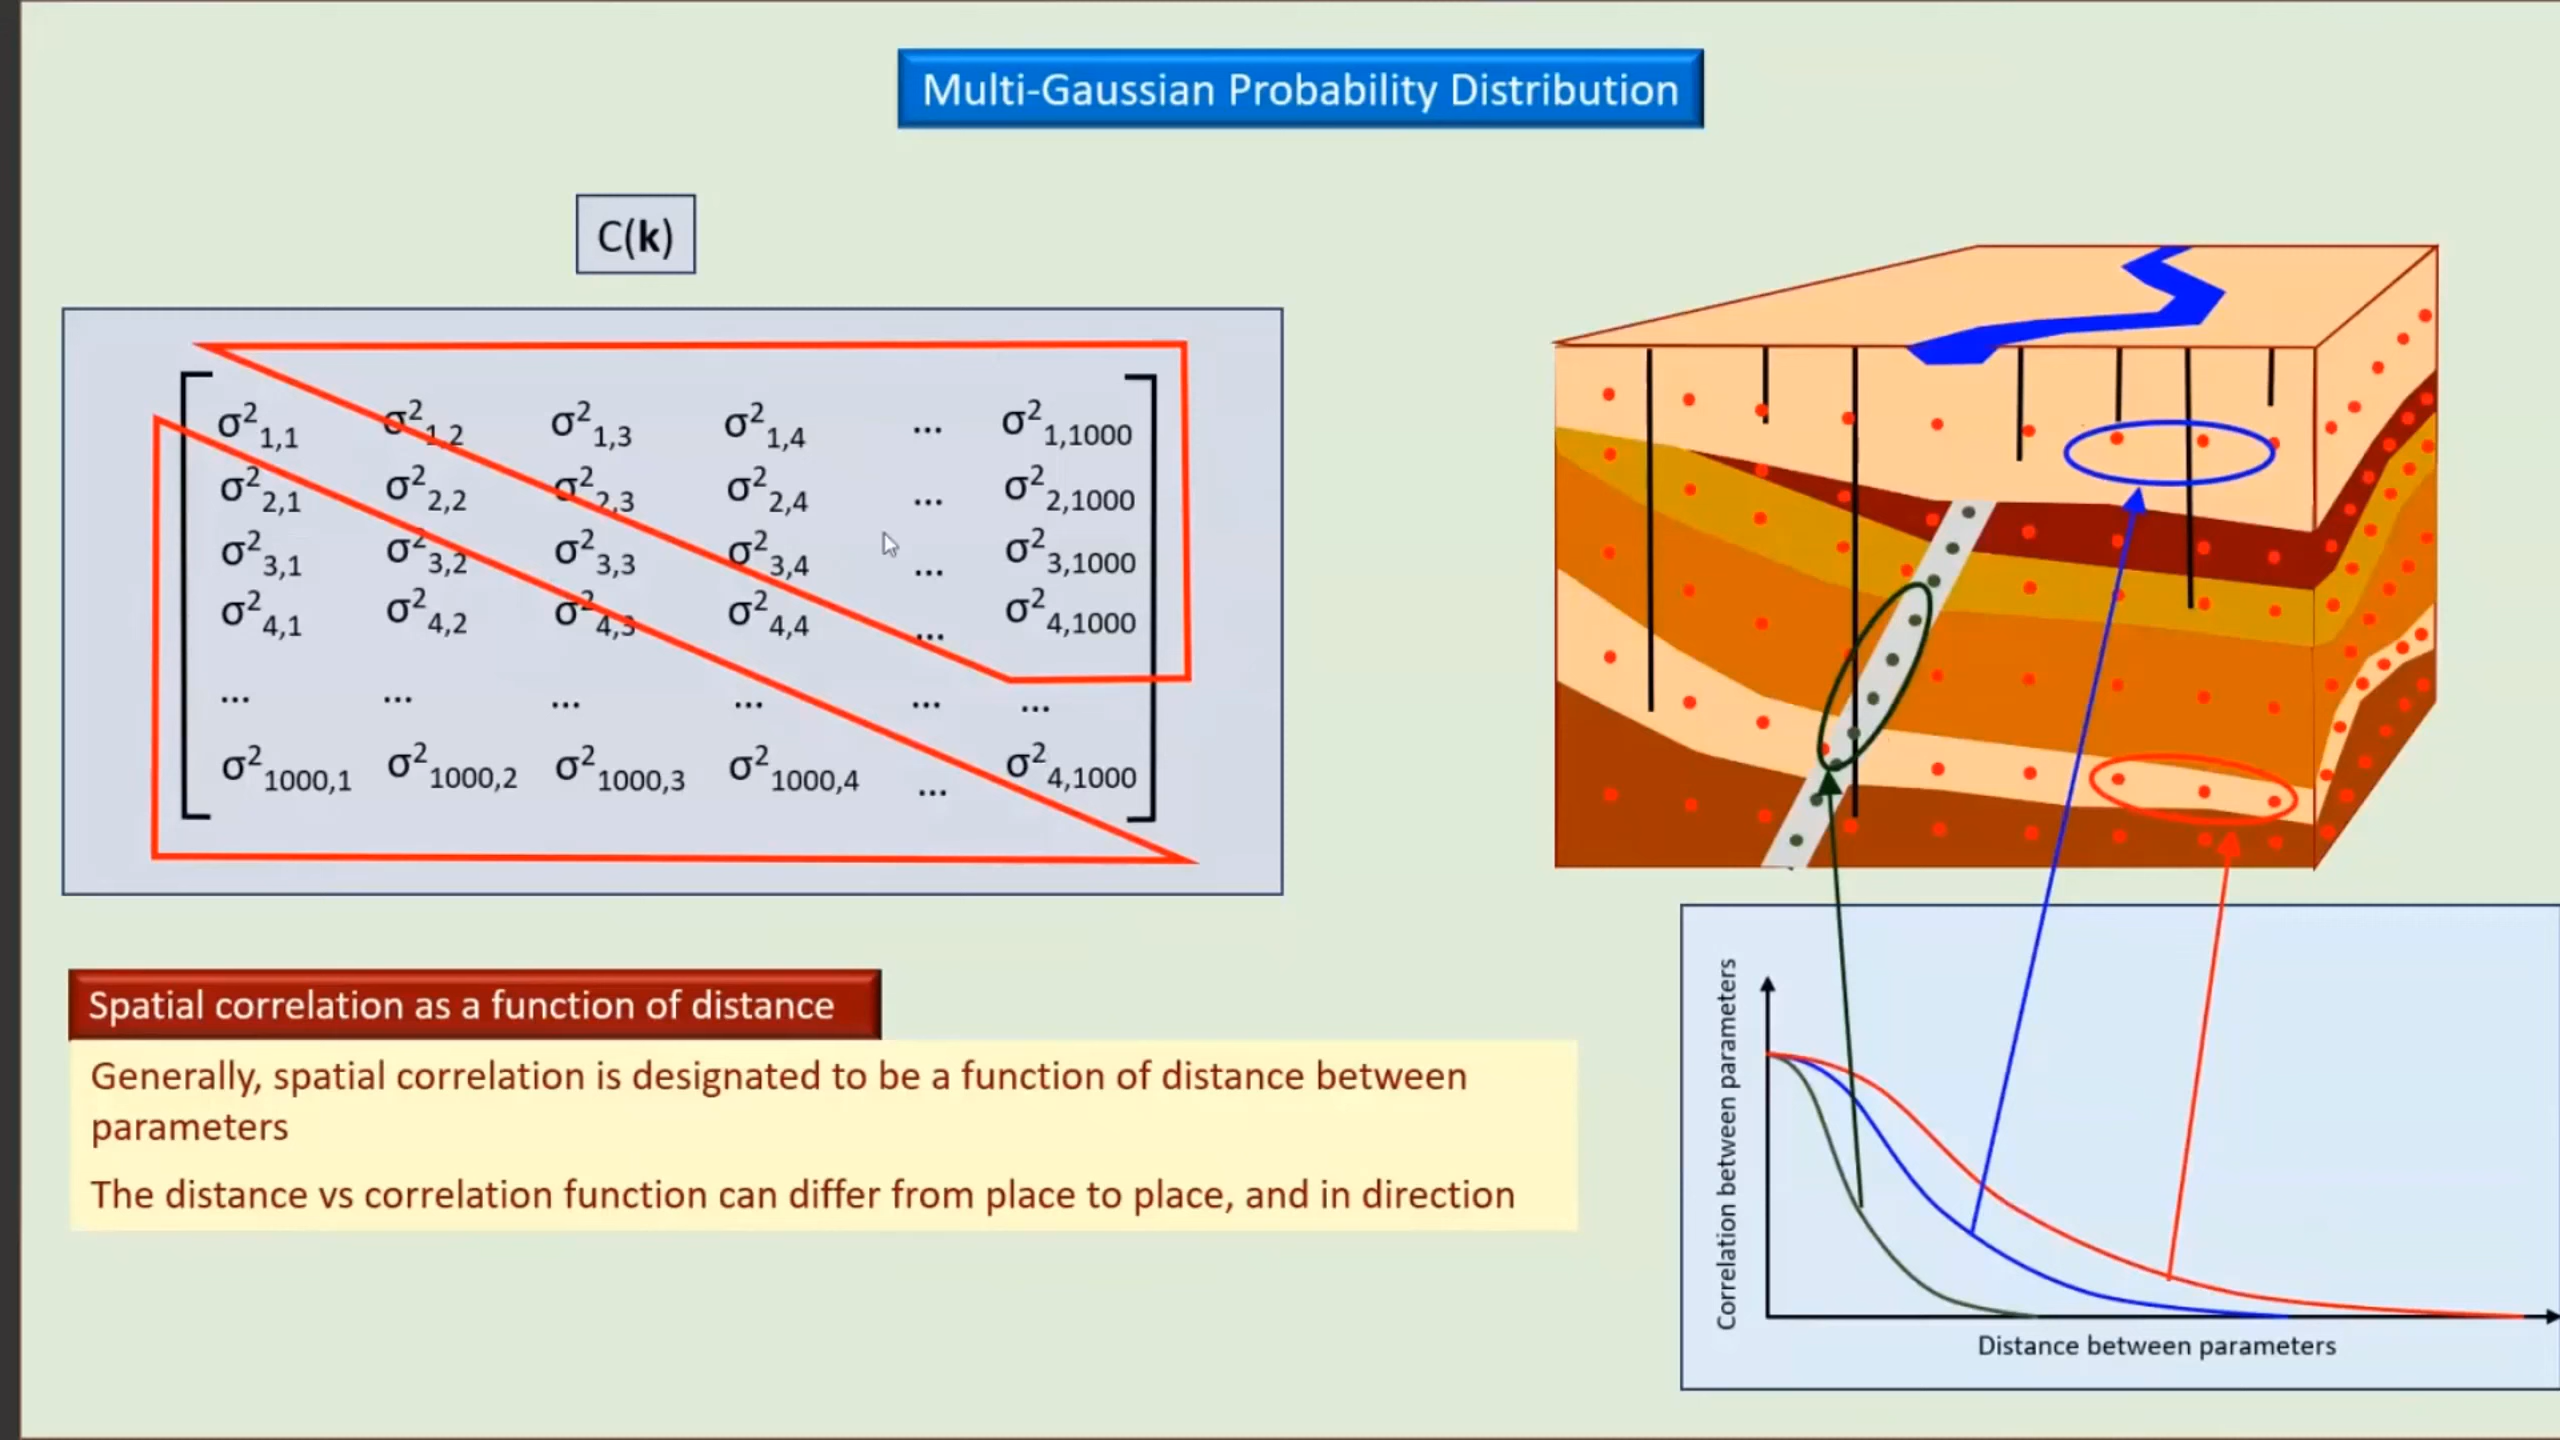 Multi-Gaussian Probability Distribution
C(k)
σ²1,1 σ²1,2 σ²1,3 σ²1,4 ... σ²1,1000
σ²2,1 σ²2,2 σ²2,3 σ²2,4 ... σ²2,1000
σ²3,1 σ²3,2 σ²3,3 σ²3,4 ... σ²3,1000
σ²4,1 σ²4,2 σ²4,3 σ²4,4 ... σ²4,1000
... ... ... ... ... ...
σ²1000,1 σ²1000,2 σ²1000,3 σ²1000,4 ... σ²4,1000
Spatial correlation as a function of distance
Generally, spatial correlation is designated to be a function of distance between
parameters
The distance vs correlation function can differ from place to place, and in direction
Correlation between parameters
Distance between parameters